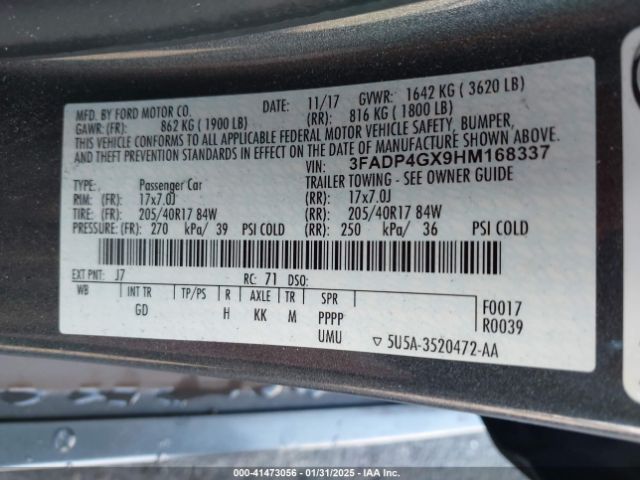 MFD. BY FORD MOTOR CO. DATE: 11/17 GVWR: 1642 KG ( 3620 LB)
GAWR: (FR): 862 KG ( 1900 LB) (RR): 816 KG ( 1800 LB)
THIS VEHICLE CONFORMS TO ALL APPLICABLE FEDERAL MOTOR VEHICLE SAFETY, BUMPER,
AND THEFT PREVENTION STANDARDS IN EFFECT ON THE DATE OF MANUFACTURE SHOWN ABOVE.
VIN: 3FADP4GX9HM168337
TYPE: Passenger Car TRAILER TOWING - SEE OWNER GUIDE
RIM: (FR): 17x7.0J (RR): 17x7.0J
TIRE: (FR): 205/40R17 84W (RR): 205/40R17 84W
PRESSURE: (FR): 270 kPa/ 39 PSI COLD (RR): 250 kPa/ 36 PSI COLD
EXT PNT: J7 RC: 71 DSO:
WB INT TR TP/PS R AXLE TR SPR
GD H KK M PPPP
UMU
F0017
R0039
▽ 5U5A-3520472-AA
000-41473056 - 01/31/2025 - IAA Inc.